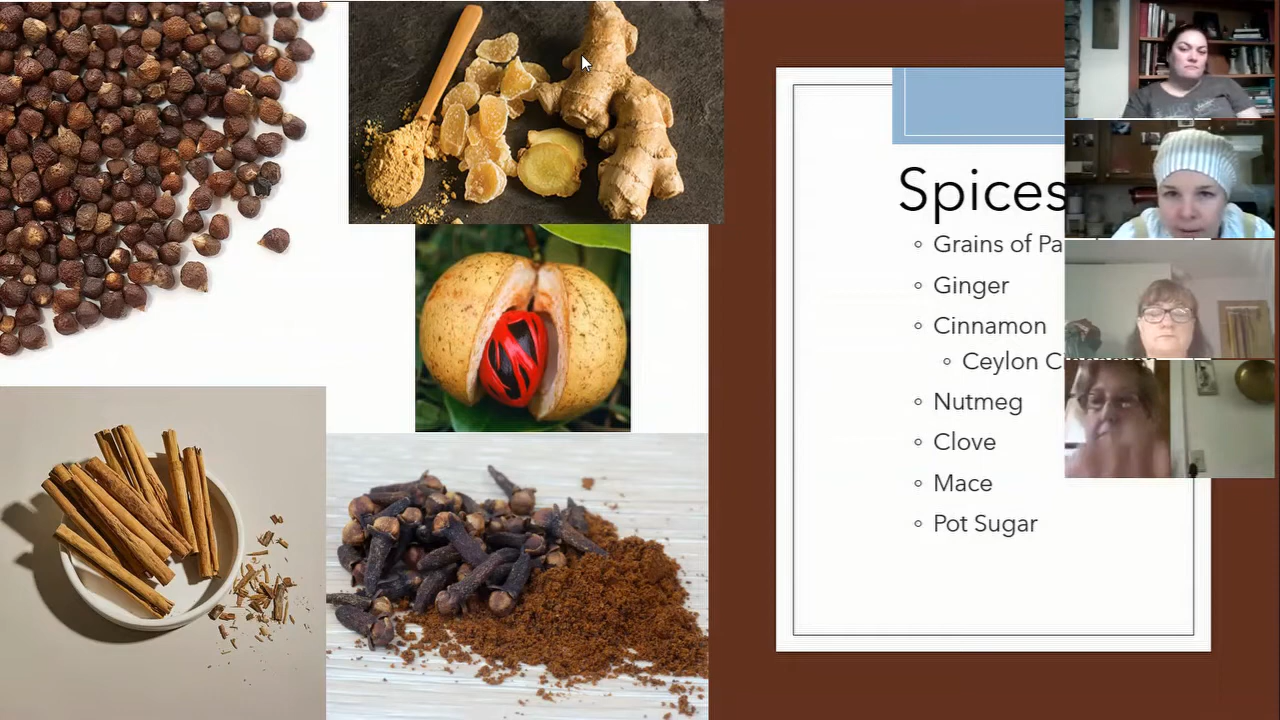 Spices
Grains of Pa
Ginger
Cinnamon
Ceylon C
Nutmeg
Clove
Mace
Pot Sugar